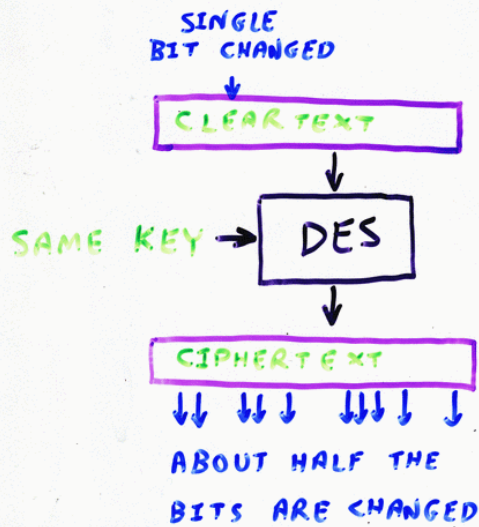 SINGLE
BIT CHANGED
CLEARTEXT
SAME KEY
DES
CIPHERTEXT
ABOUT HALF THE
BITS ARE CHANGED